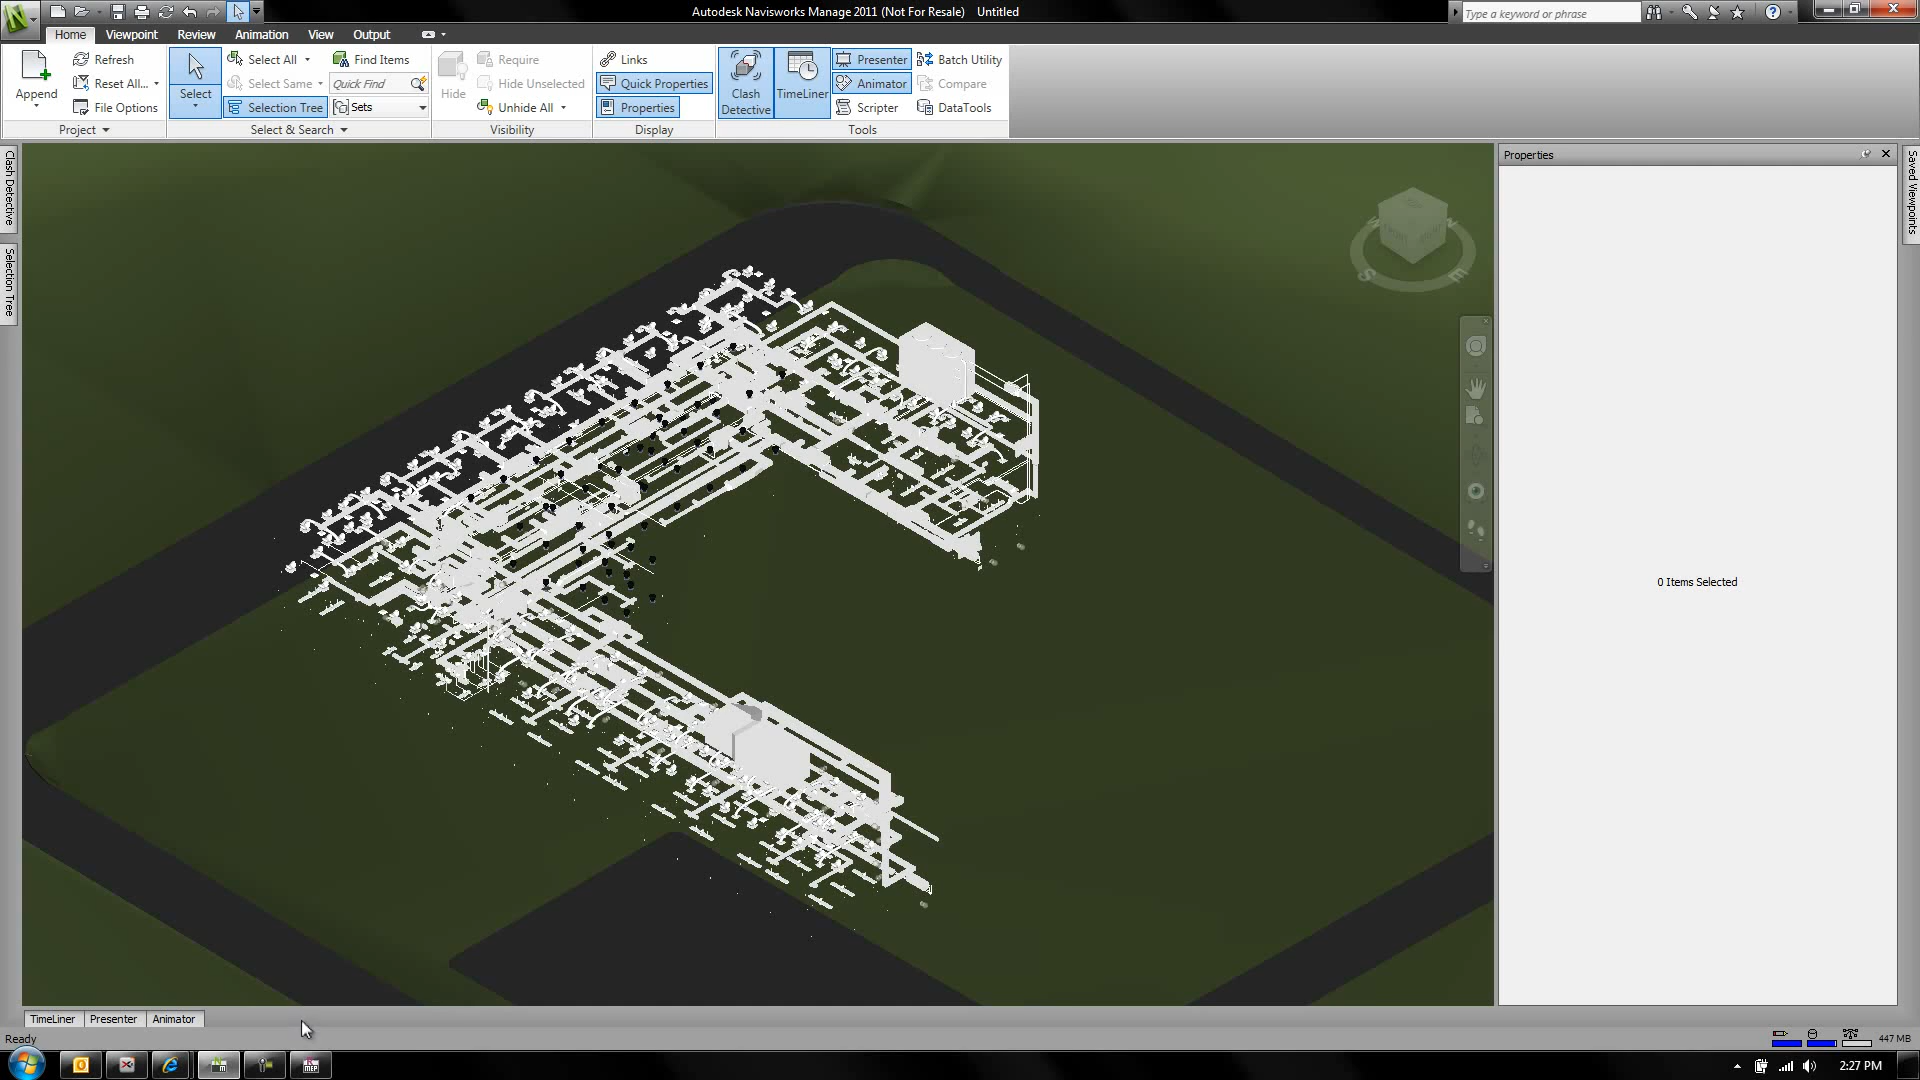 Autodesk Navisworks Manage 2011 (Not For Resale) Untitled
Type a keyword or phrase
Home Viewpoint Review Animation View Output
Append
Refresh
Reset All...
File Options
Project
Select
Select All
Select Same
Selection Tree
Find Items
Quick Find
Sets
Select & Search
Hide
Require
Hide Unselected
Unhide All
Visibility
Links
Quick Properties
Properties
Display
Clash Detective
TimeLiner
Presenter
Animator
Scripter
Batch Utility
Compare
DataTools
Tools
Clash Detective
Selection Tree
Properties
Saved Viewpoints
S
E
N
W
0 Items Selected
TimeLiner Presenter Animator
Ready
447 MB
MEP
2:27 PM